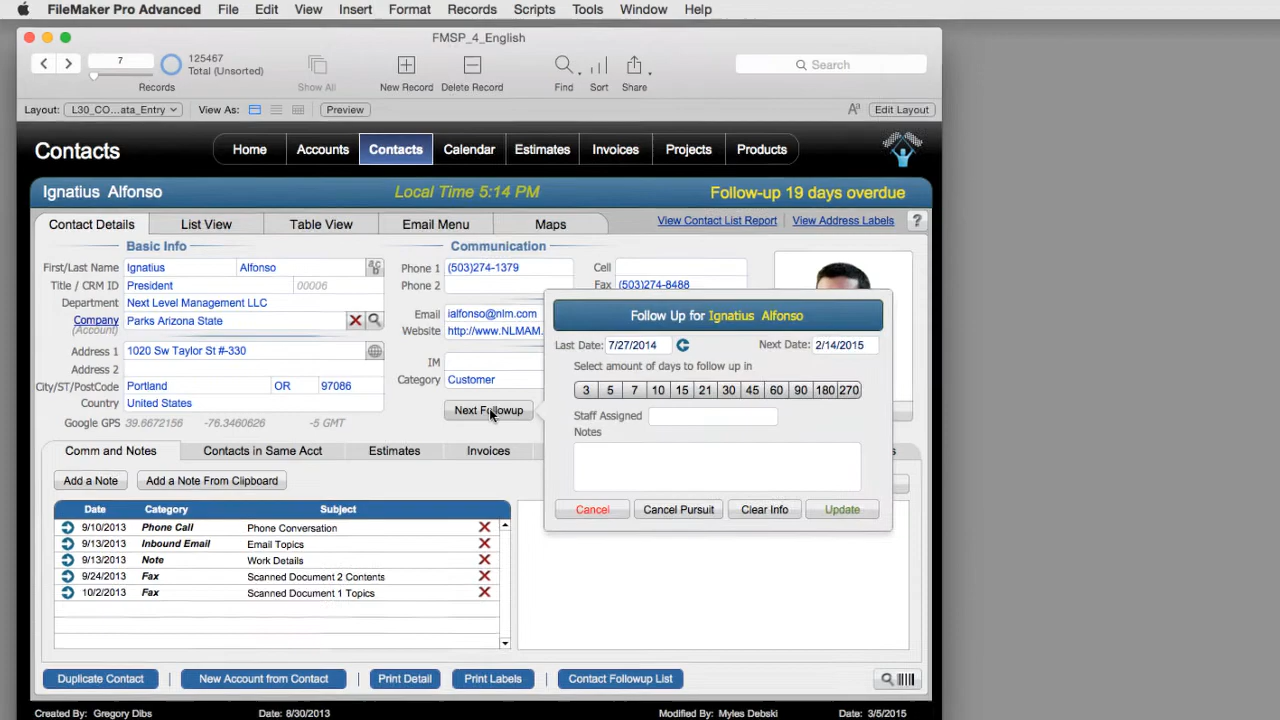 FileMaker Pro Advanced File Edit View Insert Format Records Scripts Tools Window Help
FMSP_4_English
7
125467
Total (Unsorted)
Records
Show All
New Record
Delete Record
Find
Sort
Share
Search
Layout: L30_CO...ata_Entry View As: Preview
Edit Layout
Contacts
Home Accounts Contacts Calendar Estimates Invoices Projects Products
Ignatius Alfonso
Local Time 5:14 PM
Follow-up 19 days overdue
Contact Details List View Table View Email Menu Maps
View Contact List Report View Address Labels ?
Basic Info
First/Last Name Ignatius Alfonso
Title / CRM ID President 00006
Department Next Level Management LLC
Company Parks Arizona State
(Account)
Address 1 1020 Sw Taylor St #-330
Address 2
City/ST/PostCode Portland OR 97086
Country United States
Google GPS 39.6672156 -76.3460626 -5 GMT
Communication
Phone 1 (503)274-1379
Phone 2
Cell
Fax (503)274-8488
Email ialfonso@nlm.com
Website http://www.NLMAM.
IM
Category Customer
Next Followup
Follow Up for Ignatius Alfonso
Last Date: 7/27/2014 Next Date: 2/14/2015
Select amount of days to follow up in
3 5 7 10 15 21 30 45 60 90 180 270
Staff Assigned
Notes
Cancel Cancel Pursuit Clear Info Update
Comm and Notes Contacts in Same Acct Estimates Invoices
Add a Note Add a Note From Clipboard
Date Category Subject
9/10/2013 Phone Call Phone Conversation
9/13/2013 Inbound Email Email Topics
9/13/2013 Note Work Details
9/24/2013 Fax Scanned Document 2 Contents
10/2/2013 Fax Scanned Document 1 Topics
Duplicate Contact | New Account from Contact | Print Detail Print Labels | Contact Followup List
Created By: Gregory Dibs Date: 8/30/2013 Modified By: Myles Debski Date: 3/5/2015